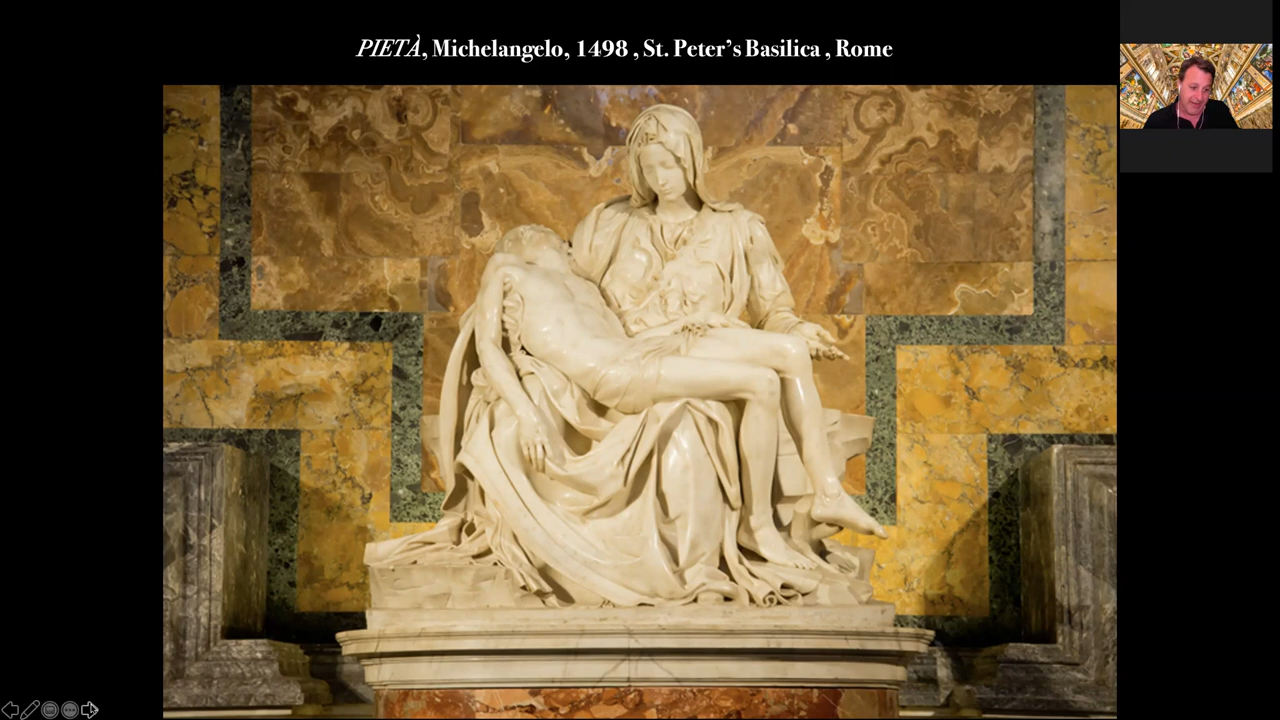 PIETÀ, Michelangelo, 1498 , St. Peter’s Basilica , Rome